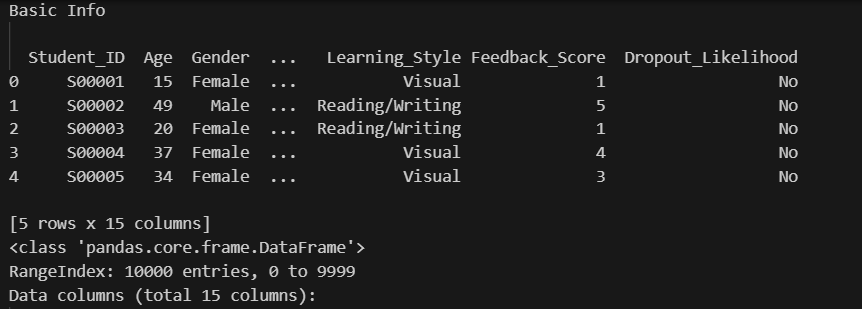 Basic Info
Student_ID Age Gender ... Learning_Style Feedback_Score Dropout_Likelihood
0 S00001 15 Female ... Visual 1 No
1 S00002 49 Male ... Reading/Writing 5 No
2 S00003 20 Female ... Reading/Writing 1 No
3 S00004 37 Female ... Visual 4 No
4 S00005 34 Female ... Visual 3 No
[5 rows x 15 columns]
<class 'pandas.core.frame.DataFrame'>
RangeIndex: 10000 entries, 0 to 9999
Data columns (total 15 columns):